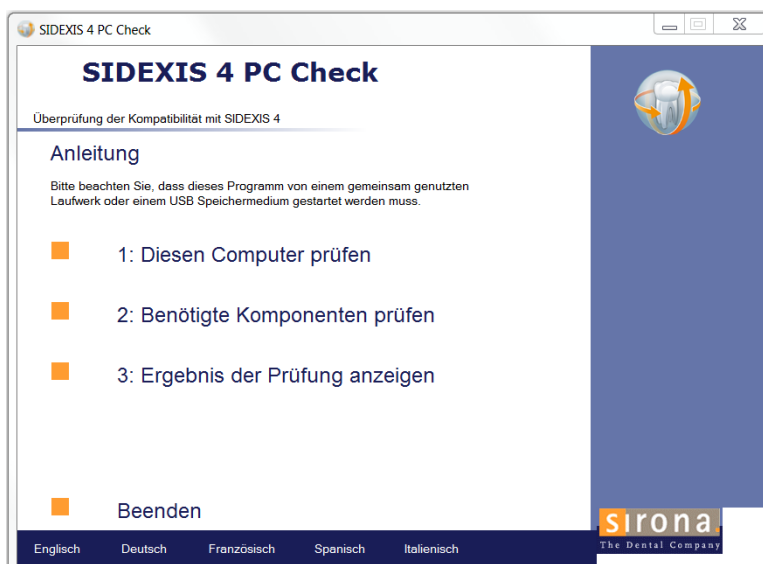 SIDEXIS 4 PC Check
SIDEXIS 4 PC Check
Überprüfung der Kompatibilität mit SIDEXIS 4
Anleitung
Bitte beachten Sie, dass dieses Programm von einem gemeinsam genutzten
Laufwerk oder einem USB Speichermedium gestartet werden muss.
1: Diesen Computer prüfen
2: Benötigte Komponenten prüfen
3: Ergebnis der Prüfung anzeigen
Beenden
sirona.
The Dental Company
Englisch Deutsch Französisch Spanisch Italienisch